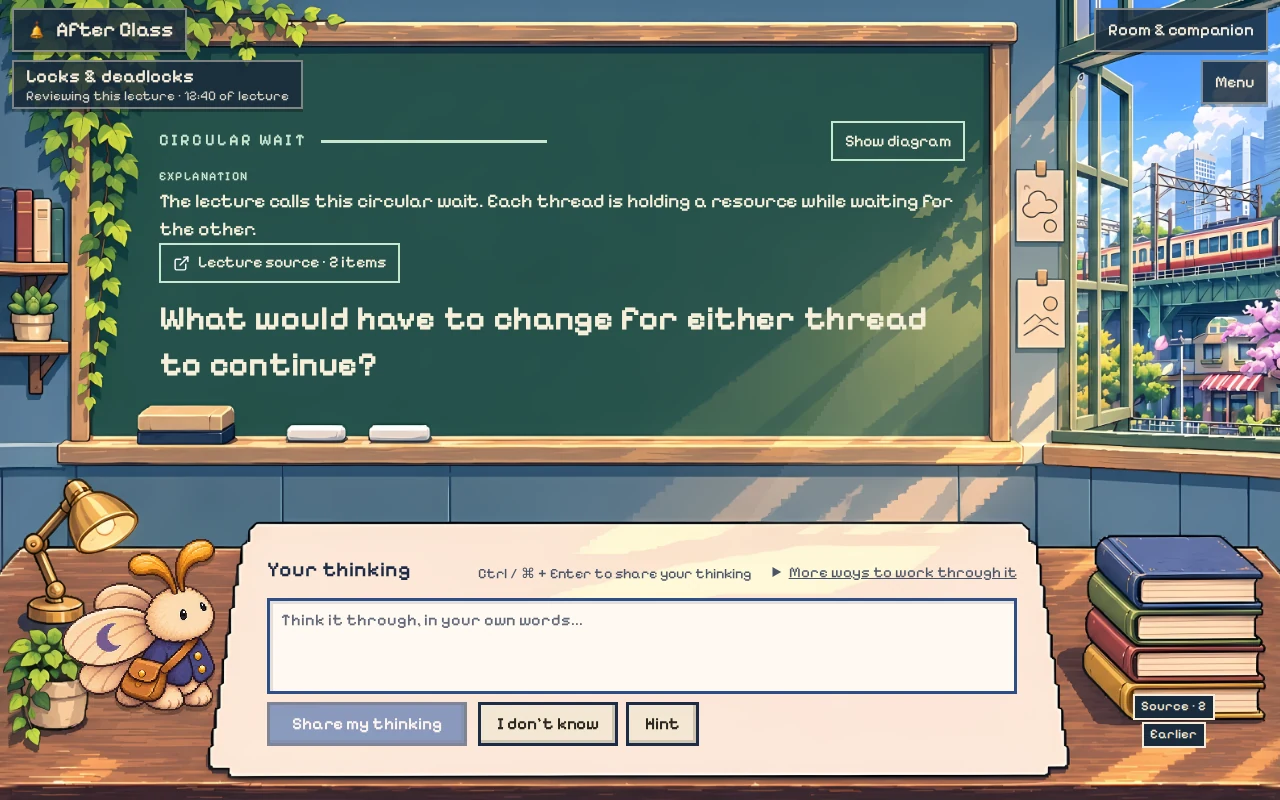 After Class
Room & companion
Locks & deadlocks
Reviewing this lecture · 12:40 of lecture
Menu
CIRCULAR WAIT
Show diagram
EXPLANATION
The lecture calls this circular wait. Each thread is holding a resource while waiting for
the other.
Lecture source · 2 items
What would have to change for either thread
to continue?
Your thinking
Ctrl / ⌘ + Enter to share your thinking
▶ More ways to work through it
Think it through, in your own words...
Share my thinking
I don't know
Hint
Source · 2
Earlier